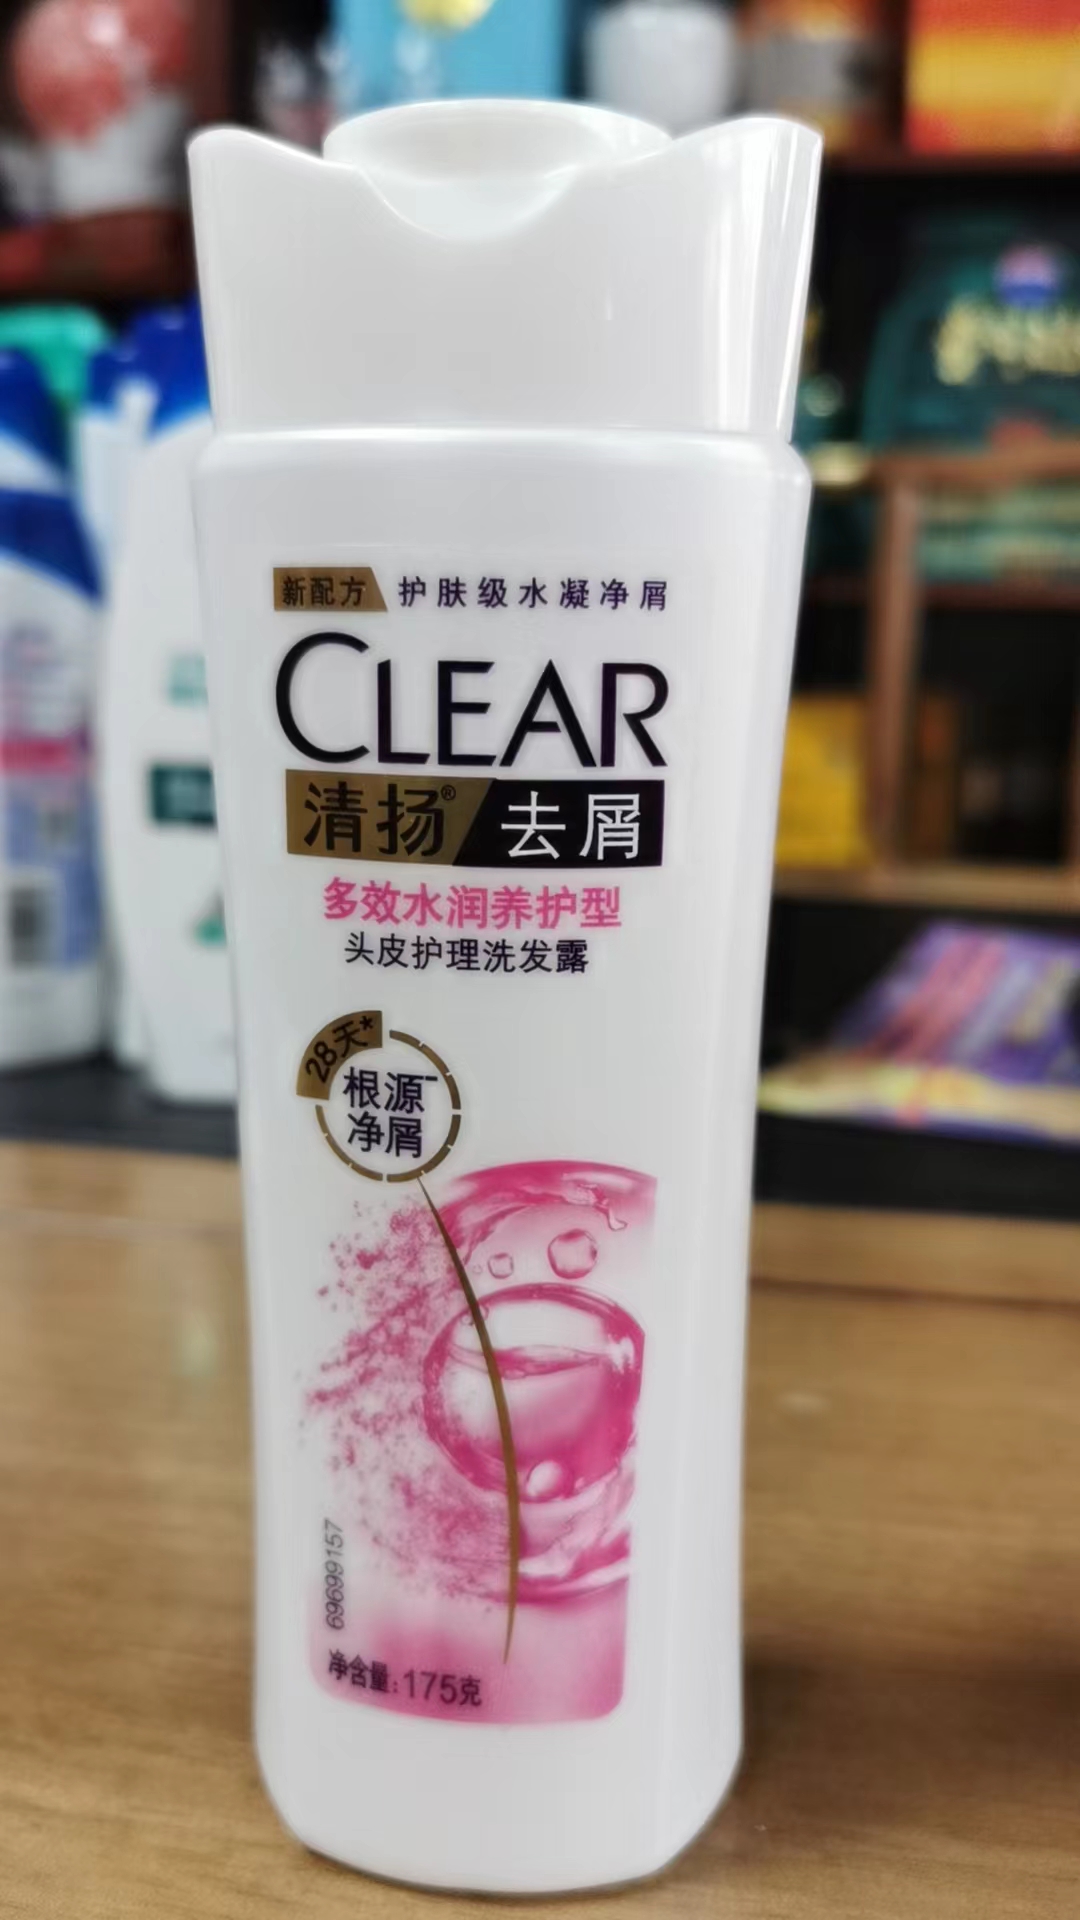 新配方 护肤级水凝净屑
CLEAR
清扬® 去屑
多效水润养护型
头皮护理洗发露
28天*
根源~
净屑
69699157
净含量: 175克